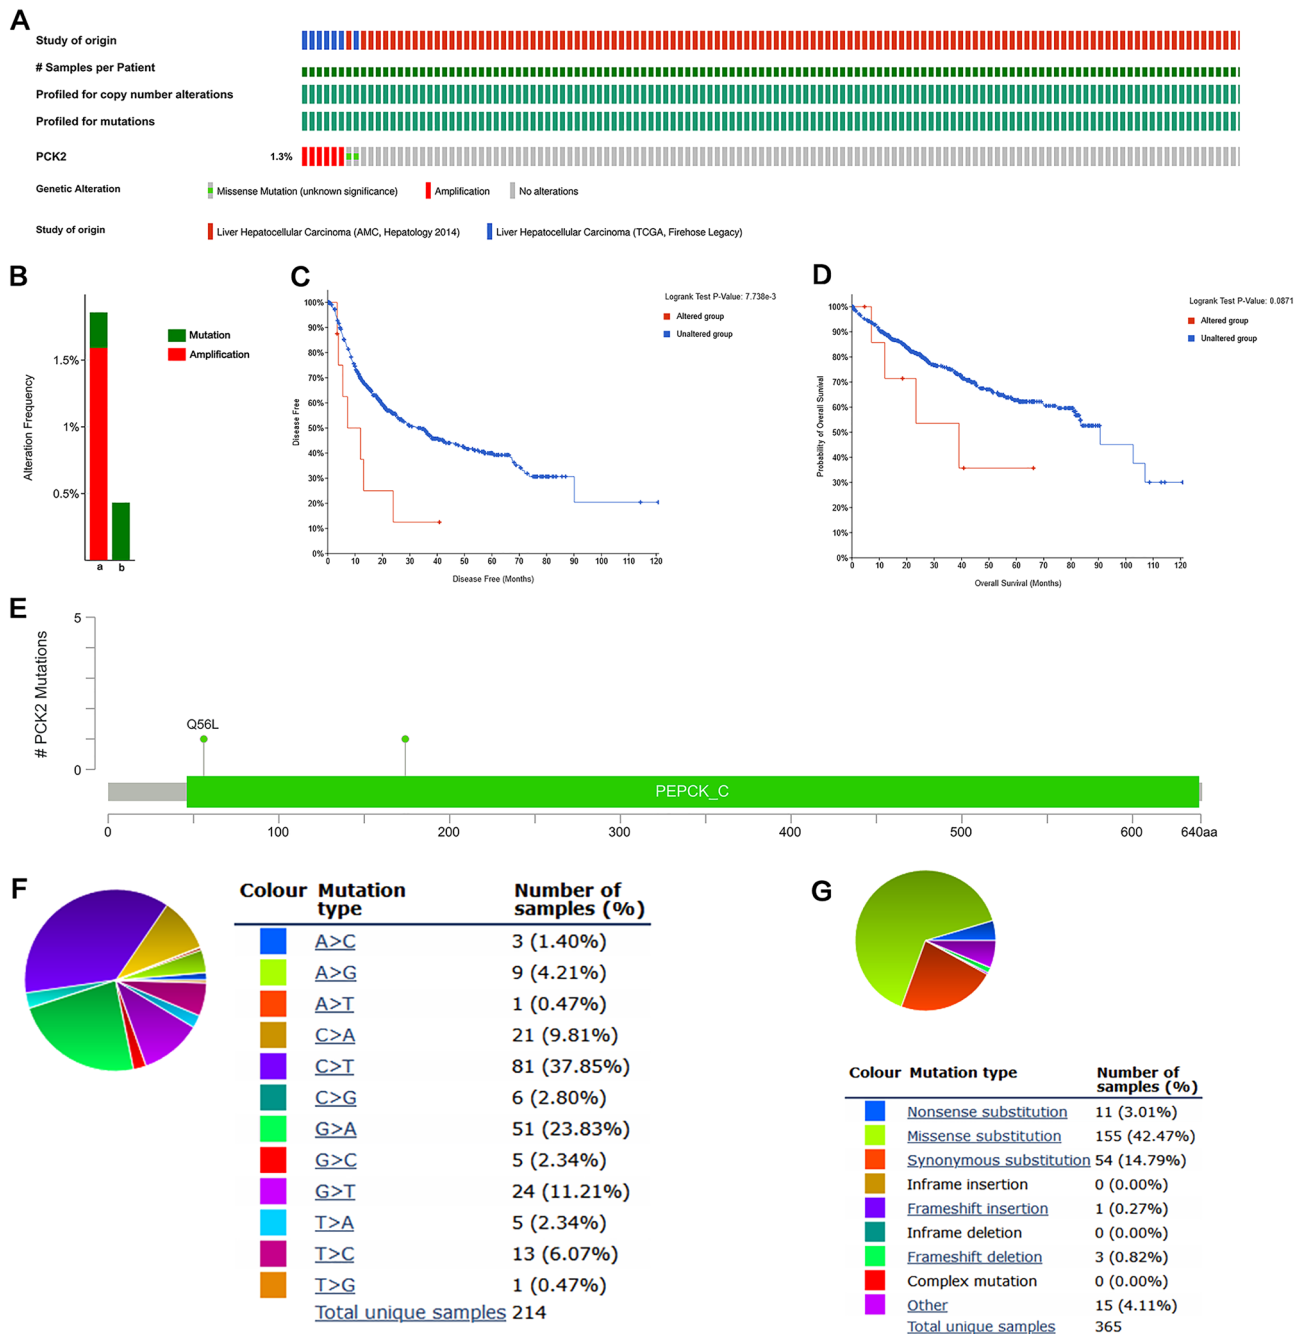 A
Study of origin
# Samples per Patient
Profiled for copy number alterations
Profiled for mutations
PCK2 1.3%
Genetic Alteration Missense Mutation (unknown significance) Amplification No alterations
Study of origin Liver Hepatocellular Carcinoma (AMC, Hepatology 2014) Liver Hepatocellular Carcinoma (TCGA, Firehose Legacy)
B
Alteration Frequency
1.5%
1%
0.5%
a b
Mutation
Amplification
C
Logrank Test P-Value: 7.738e-3
Altered group
Unaltered group
Disease Free
100%
90%
80%
70%
60%
50%
40%
30%
20%
10%
0%
0 10 20 30 40 50 60 70 80 90 100 110 120
Disease Free (Months)
D
Logrank Test P-Value: 0.0871
Altered group
Unaltered group
Probability of Overall Survival
100%
90%
80%
70%
60%
50%
40%
30%
20%
10%
0%
0 10 20 30 40 50 60 70 80 90 100 110 120
Overall Survival (Months)
E
# PCK2 Mutations
5
0
Q56L
PEPCK_C
0 100 200 300 400 500 600 640aa
F
Colour Mutation type Number of samples (%)
A>C 3 (1.40%)
A>G 9 (4.21%)
A>T 1 (0.47%)
C>A 21 (9.81%)
C>T 81 (37.85%)
C>G 6 (2.80%)
G>A 51 (23.83%)
G>C 5 (2.34%)
G>T 24 (11.21%)
T>A 5 (2.34%)
T>C 13 (6.07%)
T>G 1 (0.47%)
Total unique samples 214
G
Colour Mutation type Number of samples (%)
Nonsense substitution 11 (3.01%)
Missense substitution 155 (42.47%)
Synonymous substitution 54 (14.79%)
Inframe insertion 0 (0.00%)
Frameshift insertion 1 (0.27%)
Inframe deletion 0 (0.00%)
Frameshift deletion 3 (0.82%)
Complex mutation 0 (0.00%)
Other 15 (4.11%)
Total unique samples 365